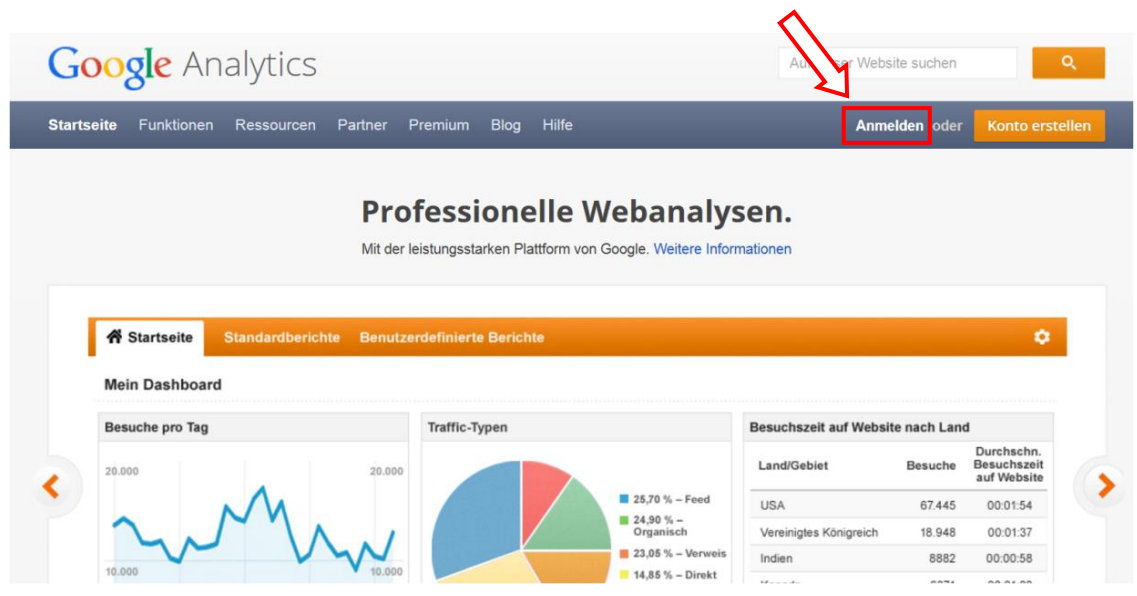 Google Analytics
Website suchen
Startseite Funktionen Ressourcen Partner Premium Blog Hilfe Anmelden oder Konto erstellen
Professionelle Webanalysen.
Mit der leistungsstarken Plattform von Google. Weitere Informationen
Startseite Standardberichte Benutzerdefinierte Berichte
Mein Dashboard
Besuche pro Tag
20.000 20.000
10.000 10.000
Traffic-Typen
25,70 % – Feed
24,90 % –
Organisch
23,05 % – Verweis
14,85 % – Direkt
Besuchszeit auf Website nach Land
Land/Gebiet Besuche Durchschn.
Besuchszeit
auf Website
USA 67.445 00:01:54
Vereinigtes Königreich 18.948 00:01:37
Indien 8882 00:00:58